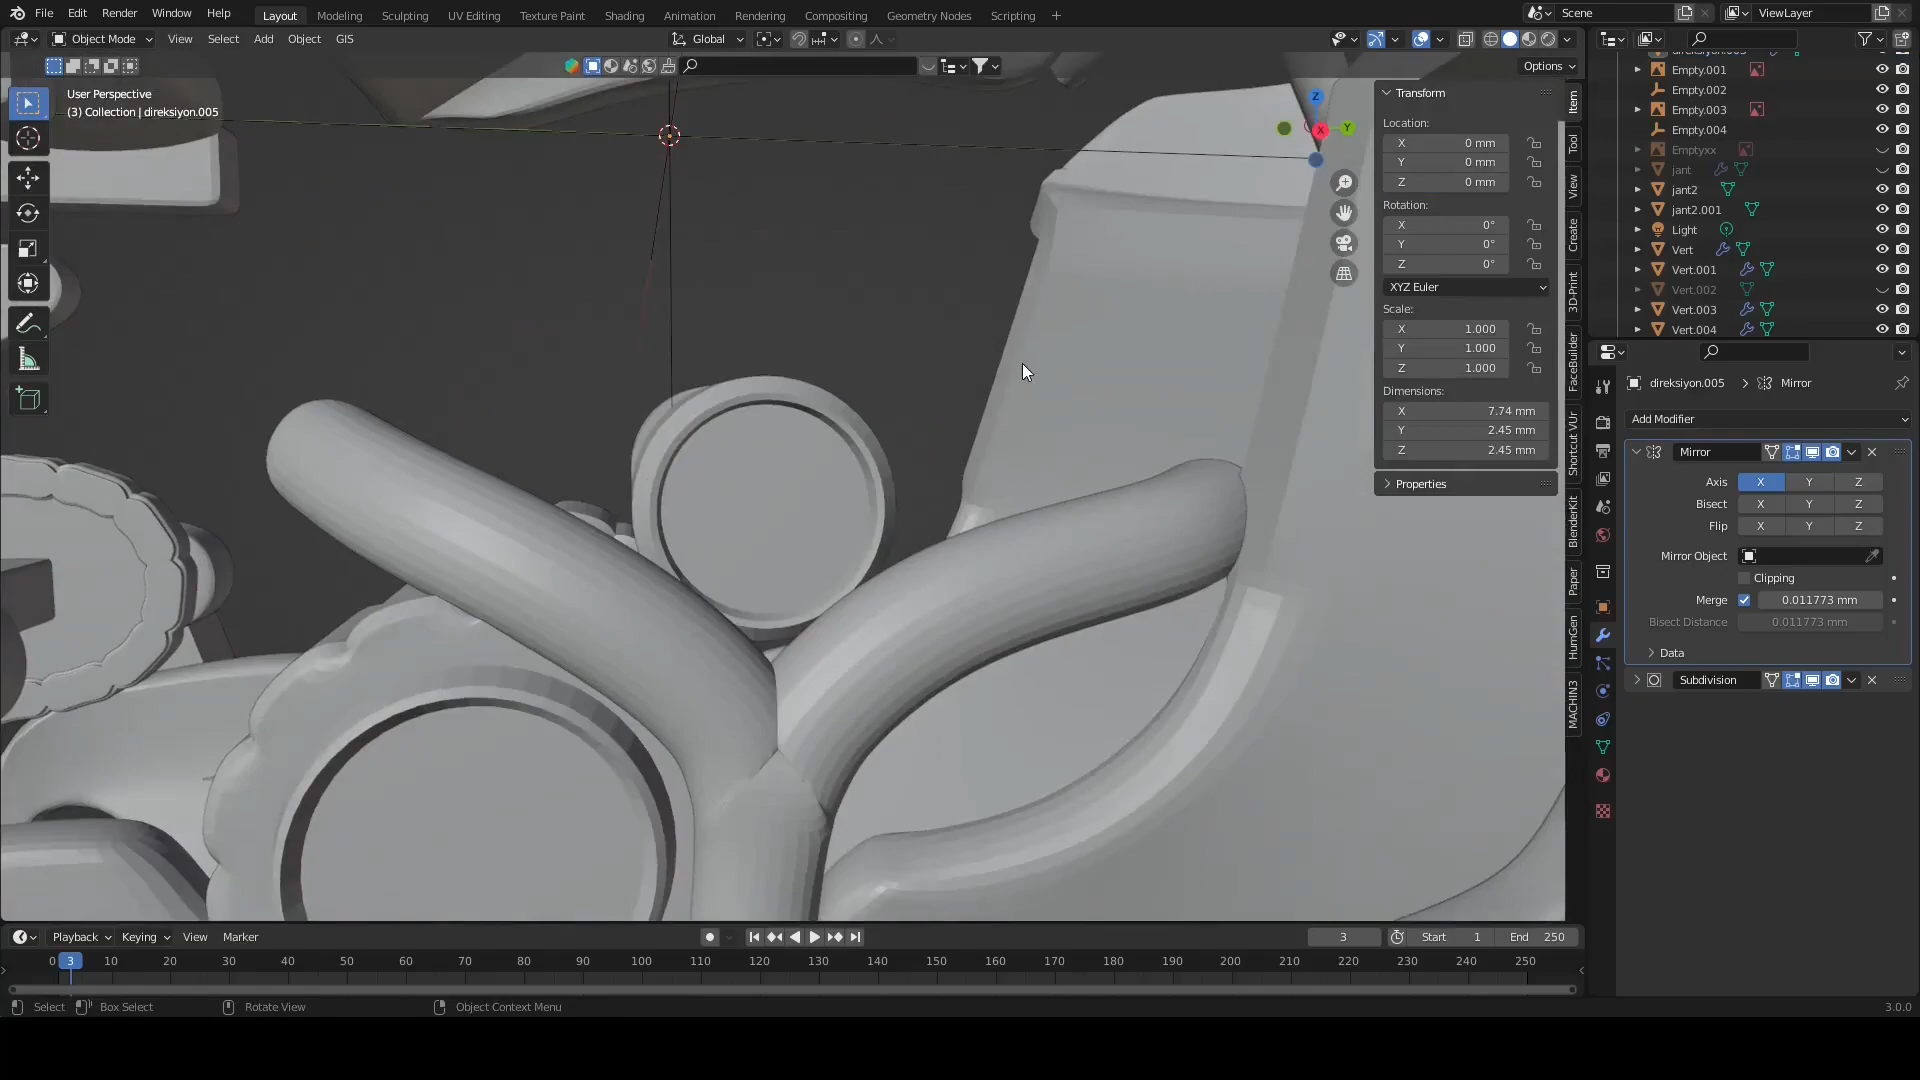 File Edit Render Window Help Layout Modeling Sculpting UV Editing Texture Paint Shading Animation Rendering Compositing Geometry Nodes Scripting + Scene ViewLayer
Object Mode View Select Add Object GIS Global
Options
User Perspective
(3) Collection | direksiyon.005
Z
Y
X
Transform
Location:
X 0 mm
Y 0 mm
Z 0 mm
Rotation:
X 0°
Y 0°
Z 0°
XYZ Euler
Scale:
X 1.000
Y 1.000
Z 1.000
Dimensions:
X 7.74 mm
Y 2.45 mm
Z 2.45 mm
Properties
Item
Tool
View
Create
3D-Print
FaceBuilder
Shortcut VUr
BlenderKit
Paper
HumGen
MACHIN3
Empty.001
Empty.002
Empty.003
Empty.004
Emptyxx
jant
jant2
jant2.001
Light
Vert
Vert.001
Vert.002
Vert.003
Vert.004
direksiyon.005 Mirror
Add Modifier
Mirror
Axis X Y Z
Bisect X Y Z
Flip X Y Z
Mirror Object
Clipping
Merge 0.011773 mm
Bisect Distance 0.011773 mm
Data
Subdivision
Playback Keying View Marker 3 Start 1 End 250
0 3 10 20 30 40 50 60 70 80 90 100 110 120 130 140 150 160 170 180 190 200 210 220 230 240 250
Select Box Select Rotate View Object Context Menu 3.0.0